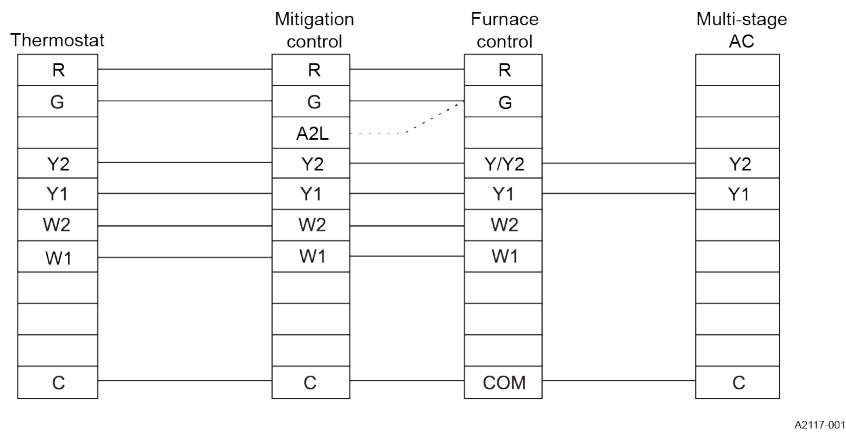 Thermostat
Mitigation
control
Furnace
control
Multi-stage
AC
R R R
G G G
A2L
Y2 Y2 Y/Y2 Y2
Y1 Y1 Y1 Y1
W2 W2 W2
W1 W1 W1
C C COM C
A2117-001